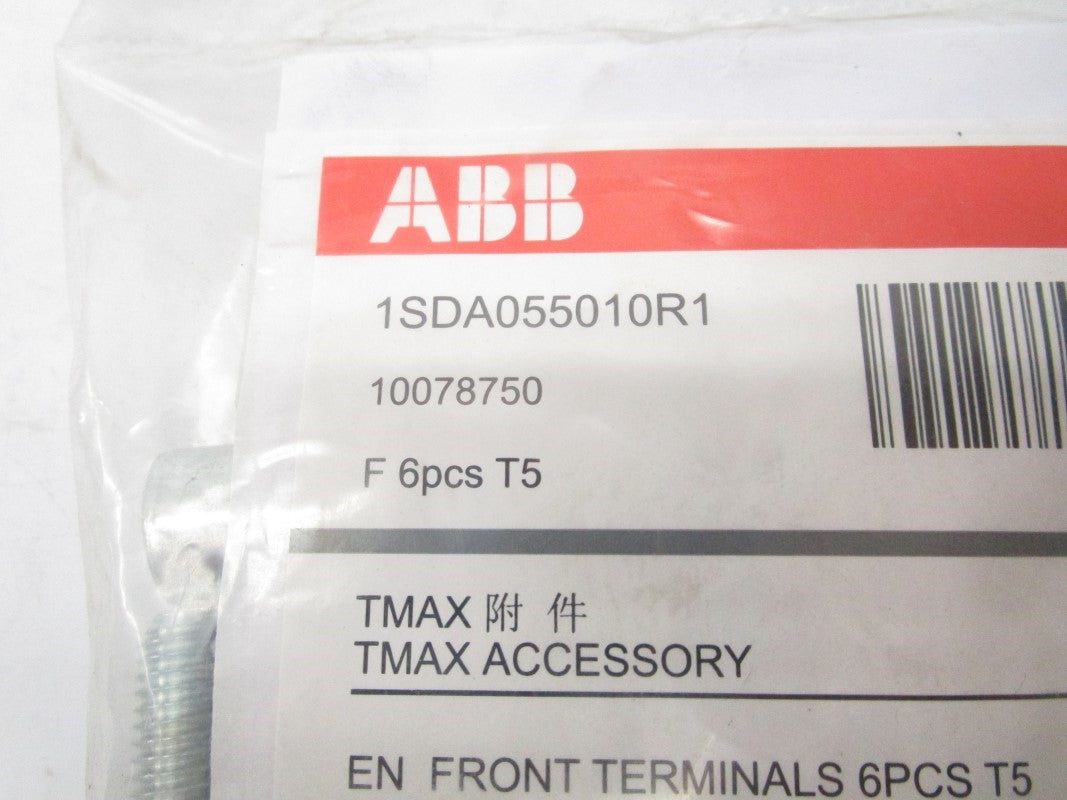 ABB
1SDA055010R1
10078750
F 6pcs T5
TMAX 附 件
TMAX ACCESSORY
EN FRONT TERMINALS 6PCS T5